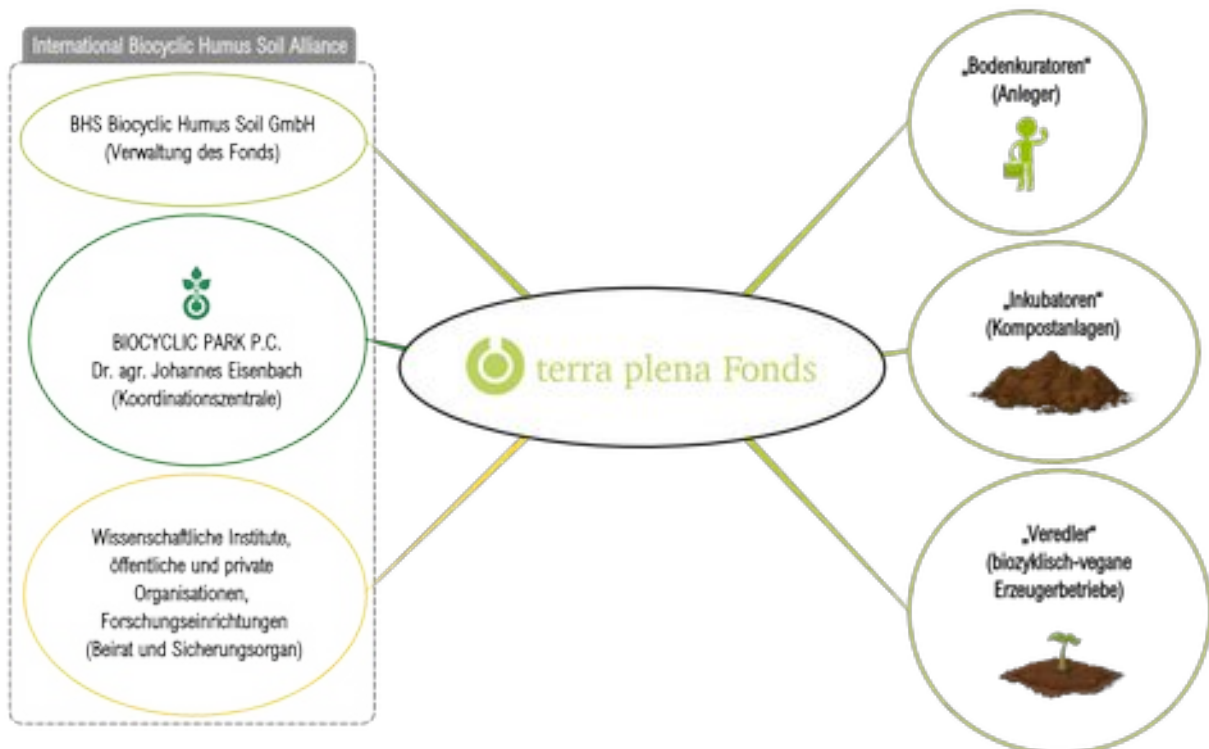 International Biocyclic Humus Soil Alliance
BHS Biocyclic Humus Soil GmbH
(Verwaltung des Fonds)
BIOCYCLIC PARK P.C.
Dr. agr. Johannes Eisenbach
(Koordinationszentrale)
Wissenschaftliche Institute,
öffentliche und private
Organisationen,
Forschungseinrichtungen
(Beirat und Sicherungsorgan)
terra plena Fonds
„Bodenkuratoren“
(Anleger)
„Inkubatoren“
(Kompostanlagen)
„Veredler“
(biozyklisch-vegane
Erzeugerbetriebe)